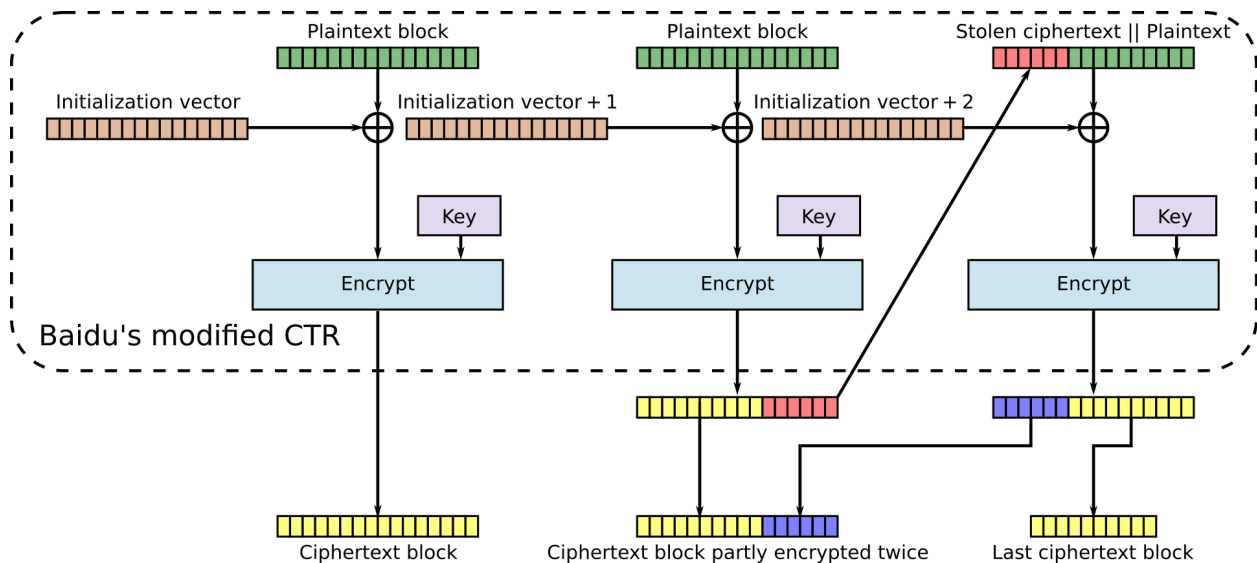 Plaintext block
Plaintext block
Stolen ciphertext || Plaintext
Initialization vector
Initialization vector + 1
Initialization vector + 2
Key
Key
Key
Encrypt
Encrypt
Encrypt
Baidu's modified CTR
Ciphertext block
Ciphertext block partly encrypted twice
Last ciphertext block